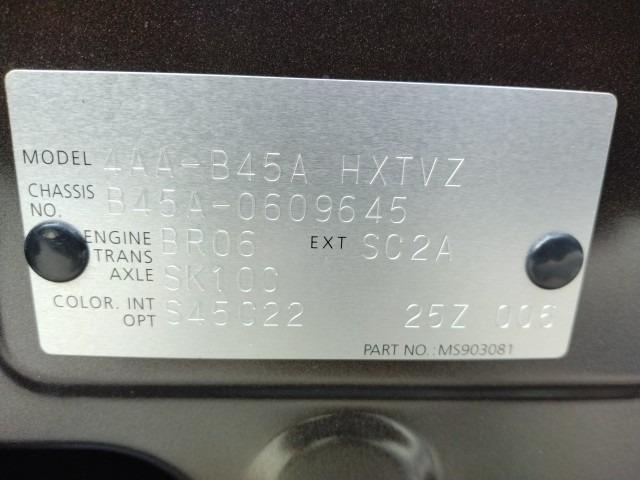 MODEL 4AA-B45A HXTVZ
CHASSIS NO. B45A-0609645
ENGINE BR06 EXT SC2A
TRANS AXLE SK10C
COLOR. INT OPT S45C22 25Z 006
PART NO.:MS903081